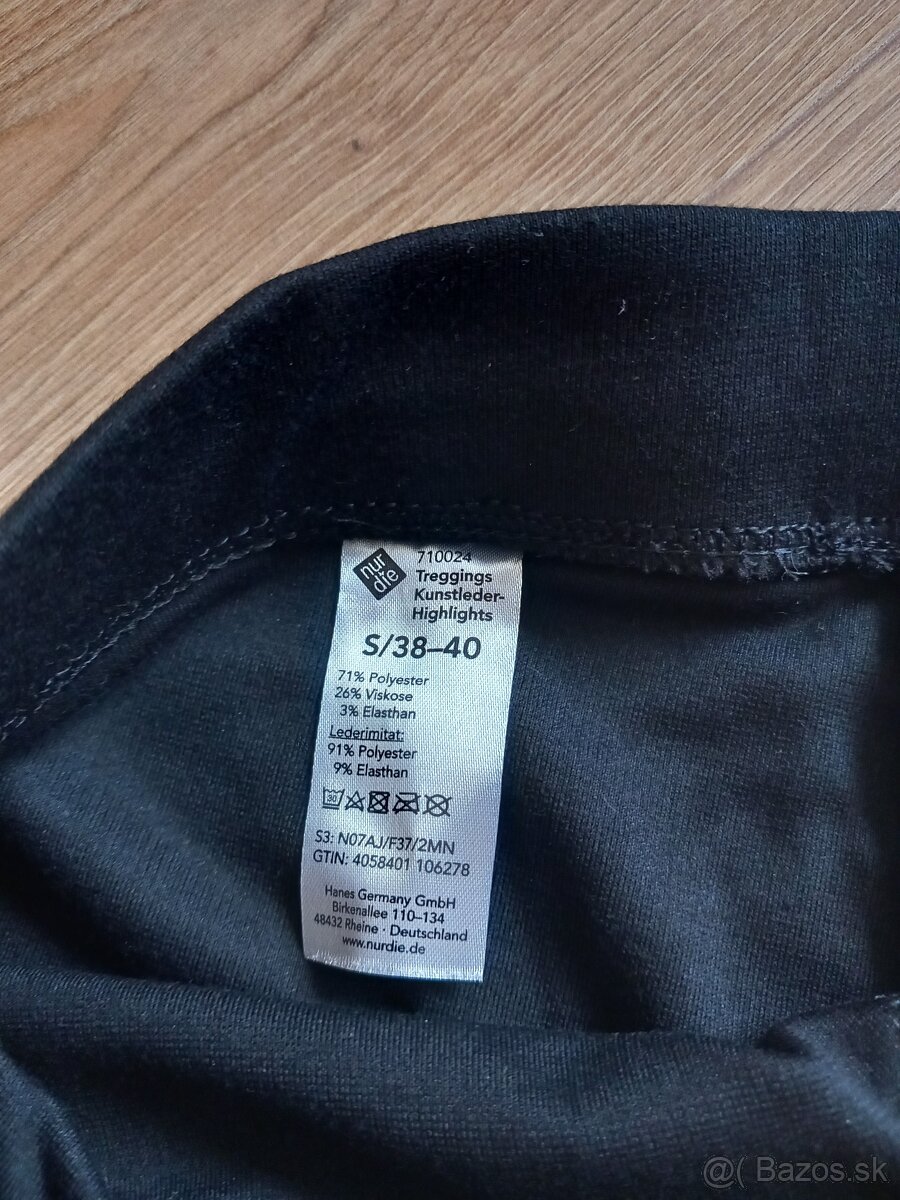 nur
die
710024
Treggings
Kunstleder-
Highlights
S/38–40
71% Polyester
26% Viskose
3% Elasthan
Lederimitat:
91% Polyester
9% Elasthan
30
S3: N07AJ/F37/2MN
GTIN: 4058401 106278
Hanes Germany GmbH
Birkenallee 110–134
48432 Rheine · Deutschland
www.nurdie.de
@( Bazos.sk